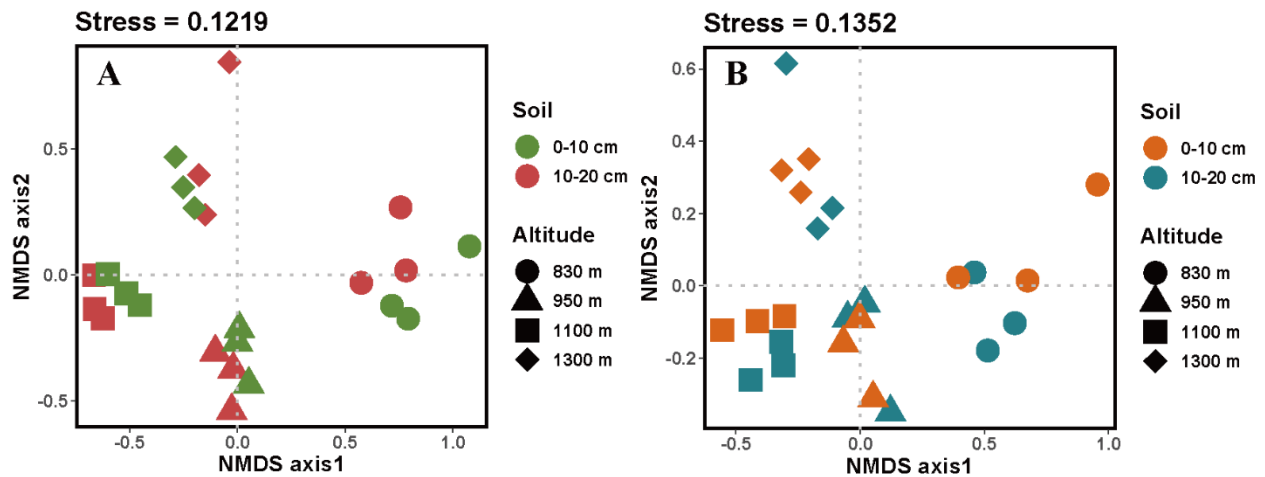 Stress = 0.1219
A
0.5
0.0
-0.5
-0.5
0.0
0.5
1.0
NMDS axis2
NMDS axis1
Soil
0-10 cm
10-20 cm
Altitude
830 m
950 m
1100 m
1300 m
Stress = 0.1352
B
0.6
0.4
0.2
0.0
-0.2
-0.5
0.0
0.5
1.0
NMDS axis2
NMDS axis1
Soil
0-10 cm
10-20 cm
Altitude
830 m
950 m
1100 m
1300 m